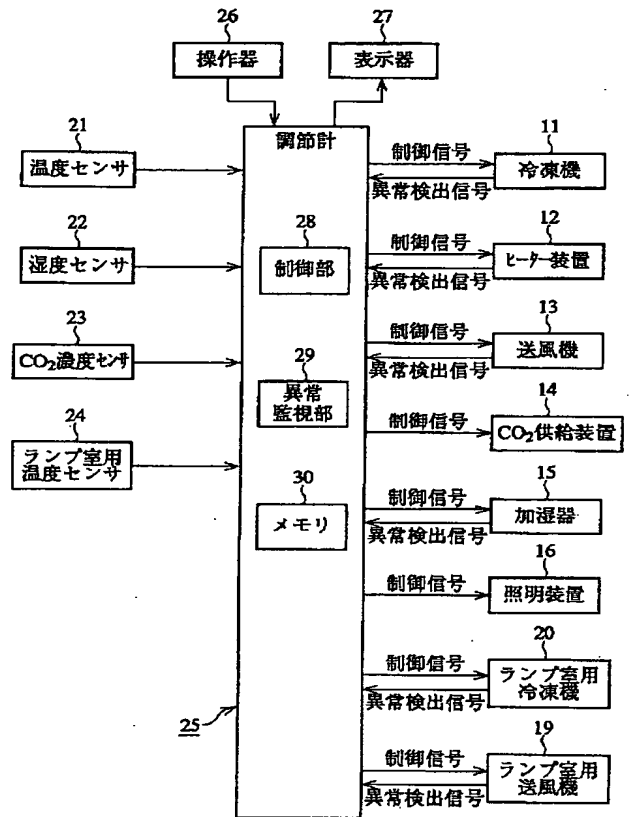 26
操作器
27
表示器
21
温度センサ
22
湿度センサ
23
CO₂濃度センサ
24
ランプ室用
温度センサ
調節計
28
制御部
29
異常
監視部
30
メモリ
25
制御信号
異常検出信号
11
冷凍機
制御信号
異常検出信号
12
ヒーター装置
制御信号
異常検出信号
13
送風機
制御信号
14
CO₂供給装置
制御信号
異常検出信号
15
加湿器
制御信号
16
照明装置
制御信号
異常検出信号
20
ランプ室用
冷凍機
制御信号
異常検出信号
19
ランプ室用
送風機